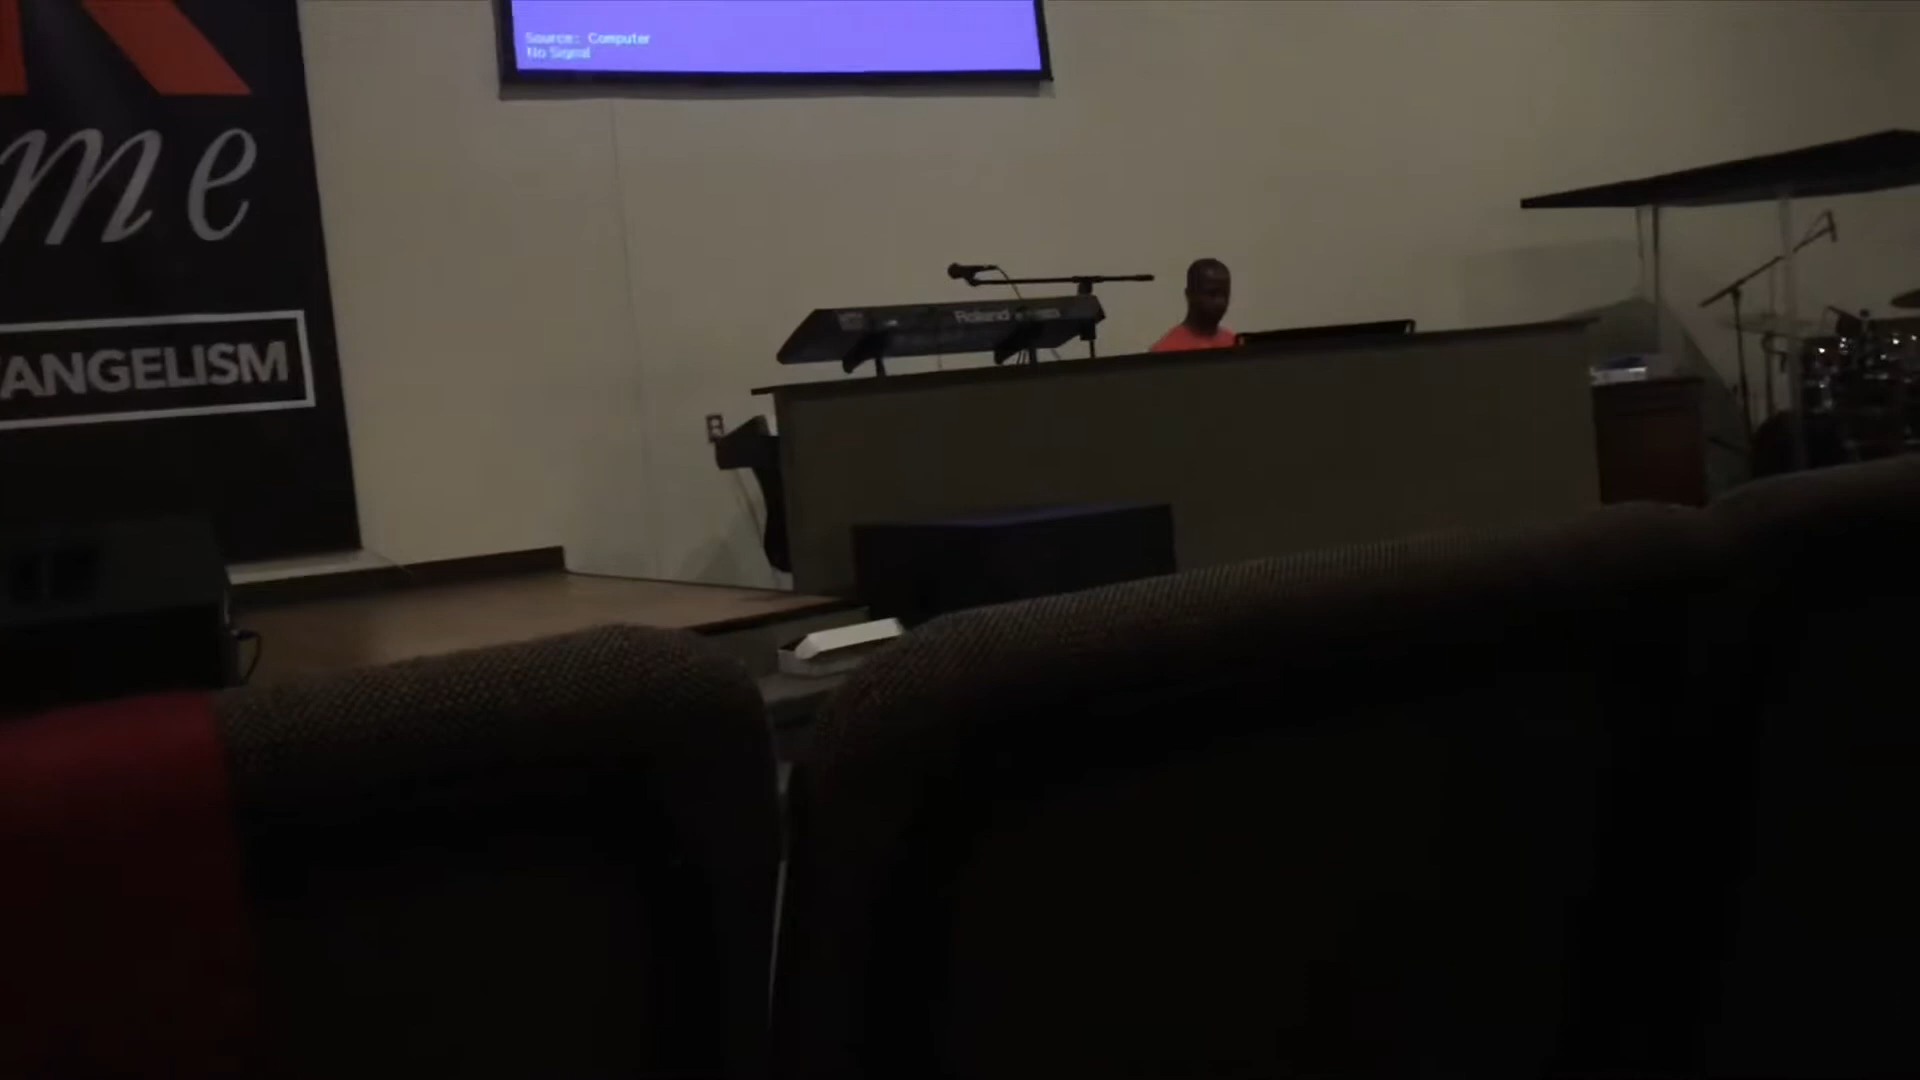 Source: Computer
No Signal
me
ANGELISM
Roland